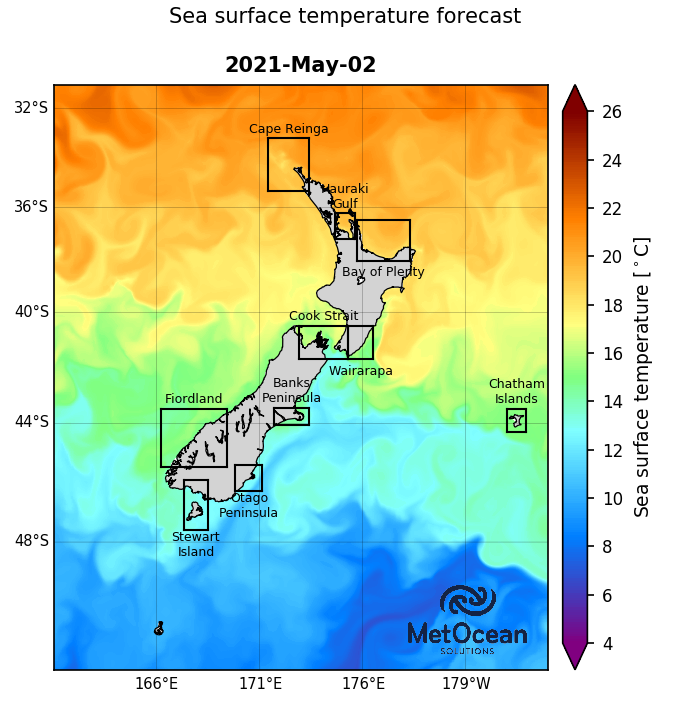 Sea surface temperature forecast
2021-May-02
32°S
36°S
40°S
44°S
48°S
166°E
171°E
176°E
179°W
Cape Reinga
Hauraki
Gulf
Bay of Plenty
Cook Strait
Wairarapa
Banks
Peninsula
Fiordland
Chatham
Islands
Otago
Peninsula
Stewart
Island
MetOcean
SOLUTIONS
26
24
22
20
18
16
14
12
10
8
6
4
Sea surface temperature [°C]